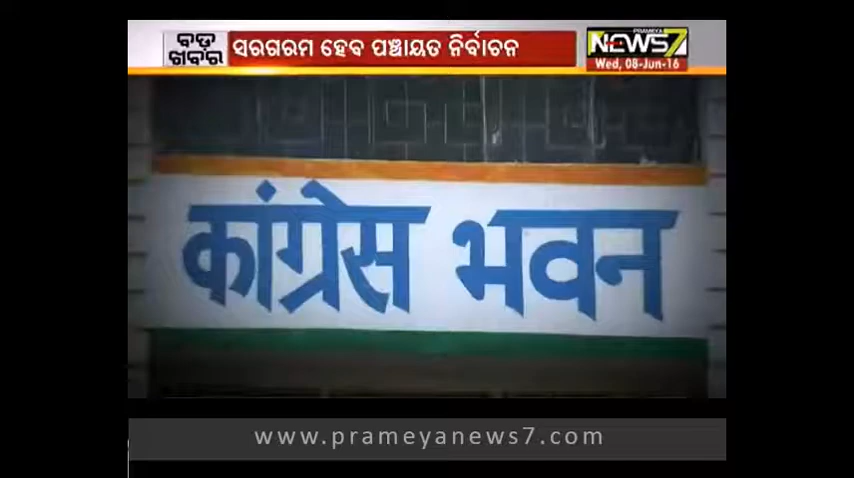 ବଡ଼ ଖବର
ସରଗରମ ହେବ ପଞ୍ଚାୟତ ନିର୍ବାଚନ
PRAMEYA
NEWS7
Wed, 08-Jun-16
कांग्रेस भवन
www.prameyanews7.com